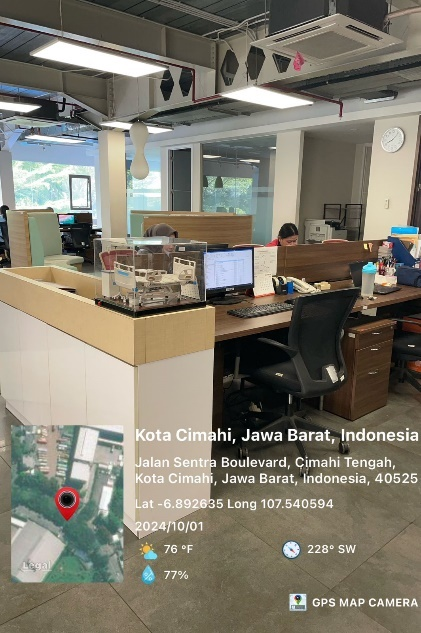 Kota Cimahi, Jawa Barat, Indonesia
Jalan Sentra Boulevard, Cimahi Tengah,
Kota Cimahi, Jawa Barat, Indonesia, 40525
Lat -6.892635 Long 107.540594
2024/10/01
76 °F
228° SW
77%
Legal
GPS MAP CAMERA